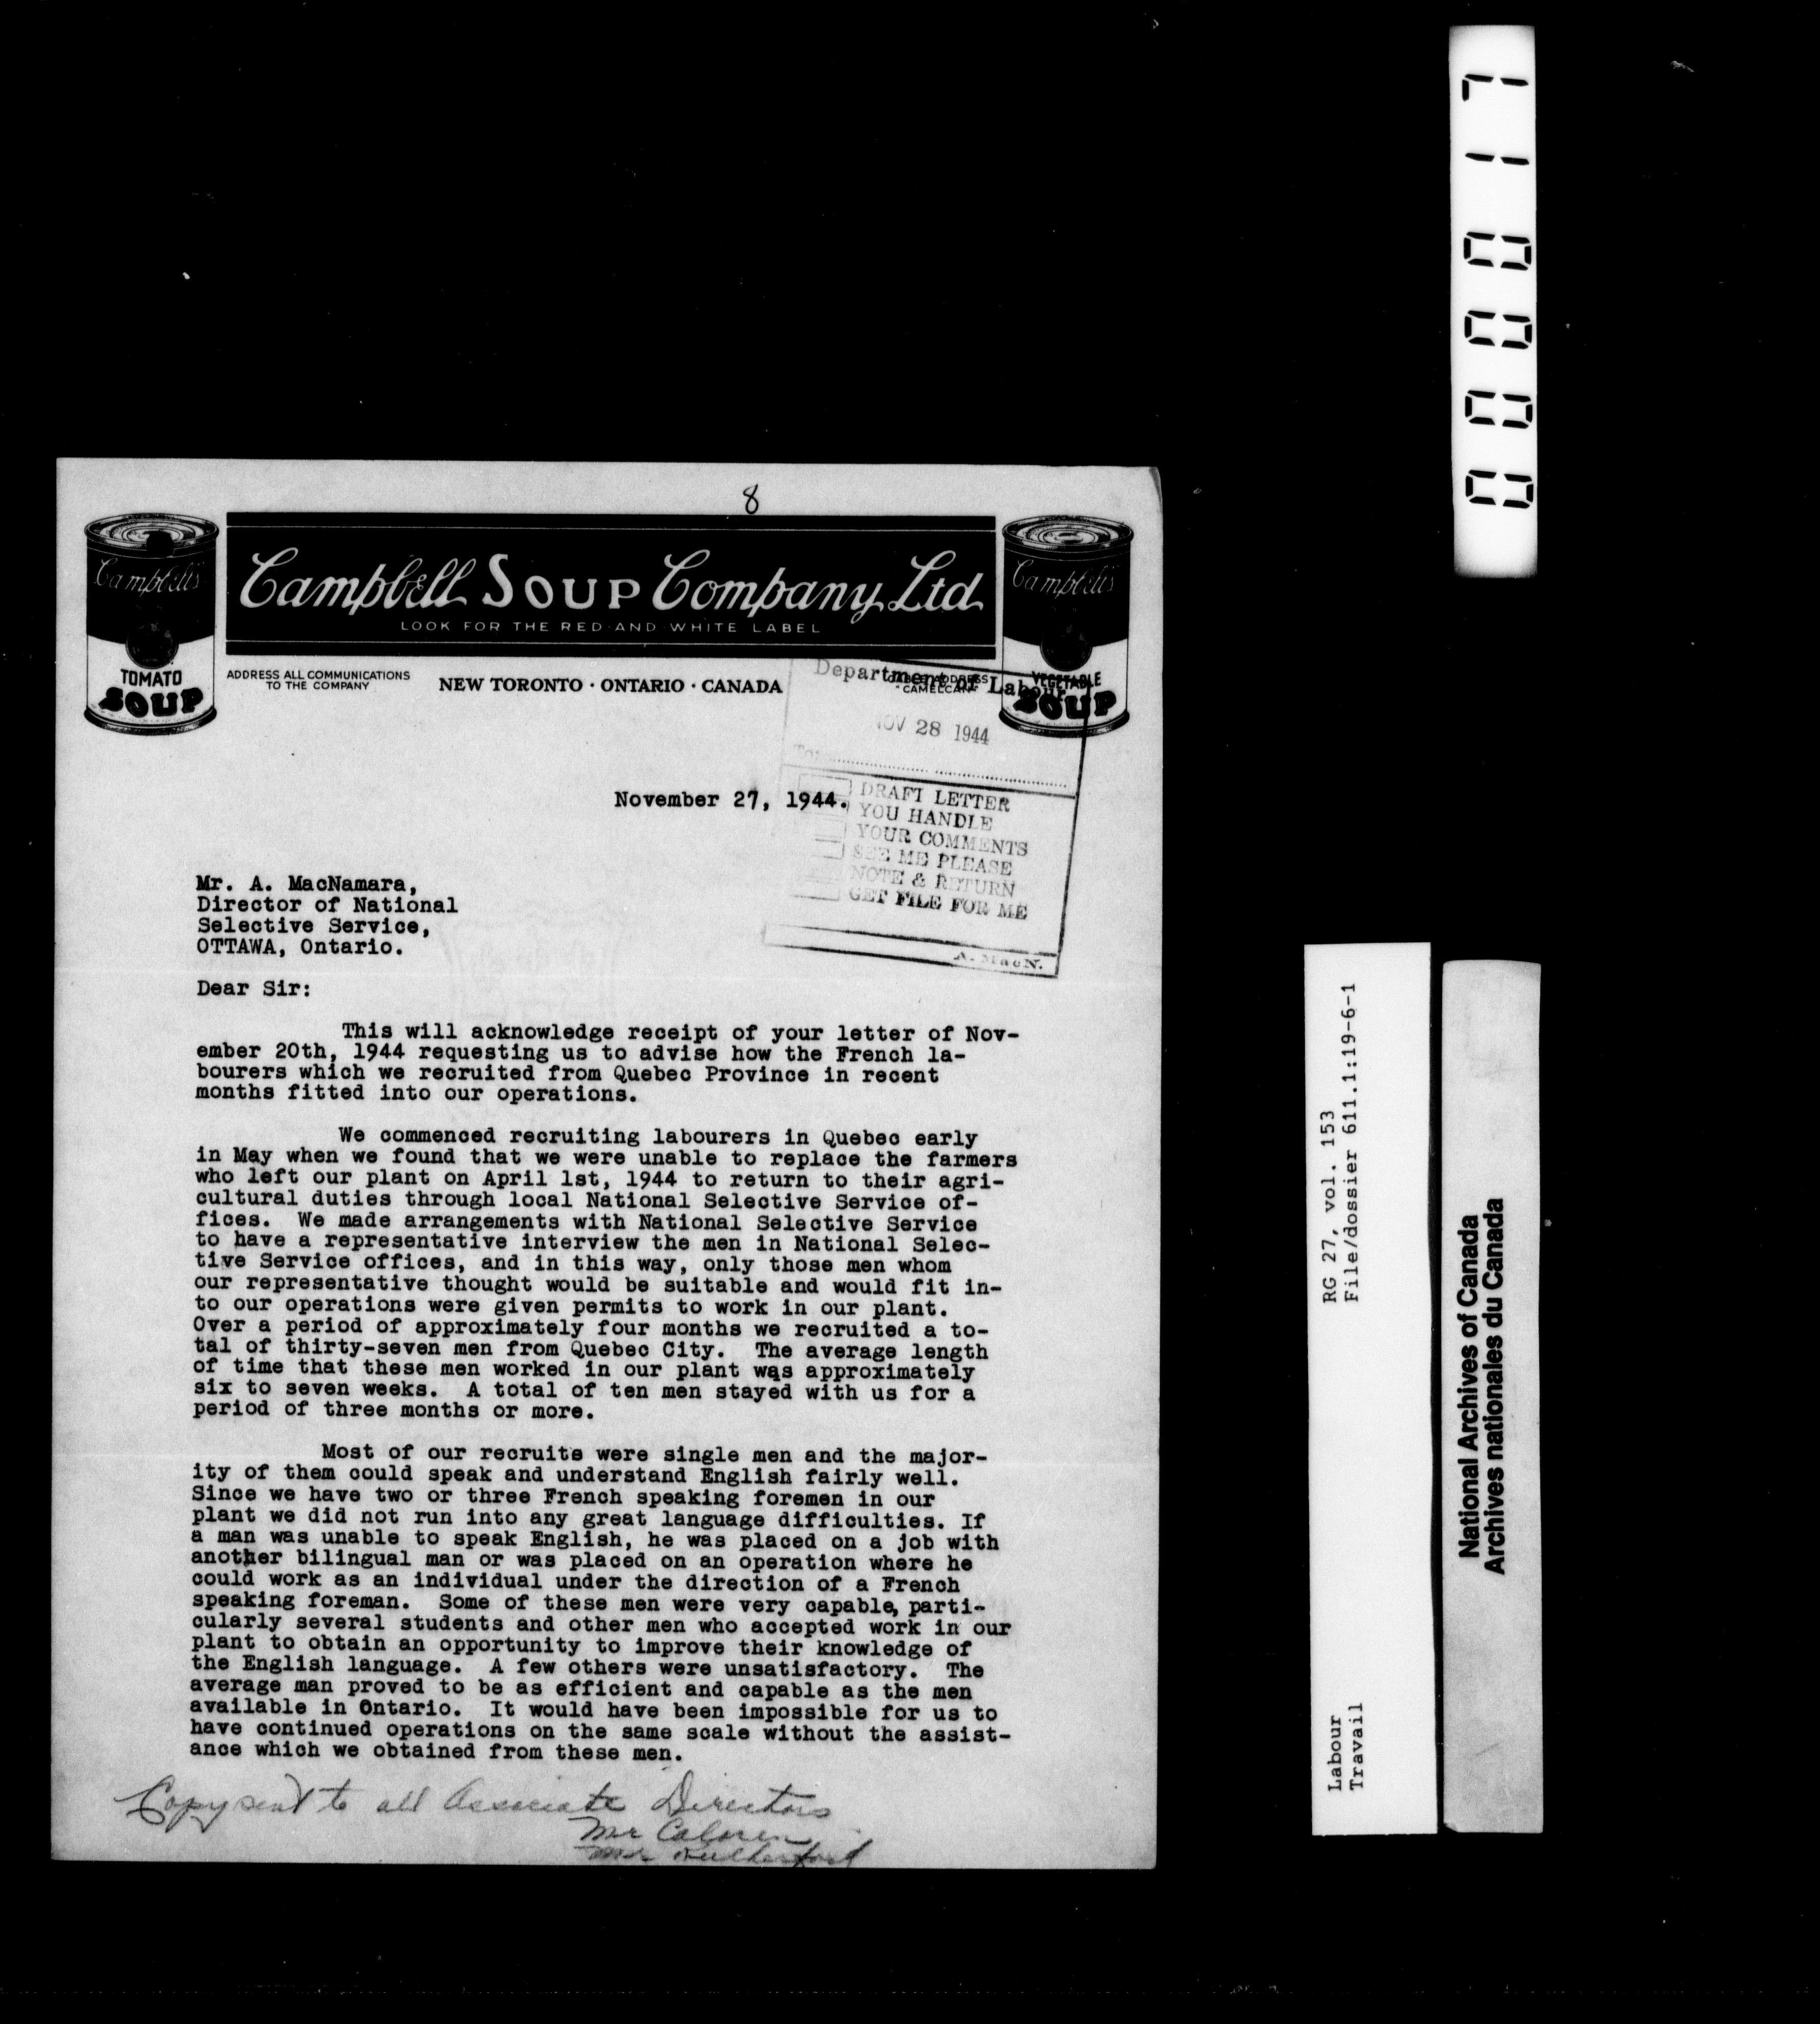 8
Campbell's
TOMATO
SOUP
Campbell Soup Company Ltd
LOOK FOR THE RED AND WHITE LABEL
Campbell's
VEGETABLE
SOUP
ADDRESS ALL COMMUNICATIONS
TO THE COMPANY
NEW TORONTO · ONTARIO · CANADA
ADDRESS
"CAMELCAN"
Department of Labour
NOV 28 1944
To
DRAFT LETTER
YOU HANDLE
YOUR COMMENTS
SEE ME PLEASE
NOTE & RETURN
GET FILE FOR ME
A. MacN.
November 27, 1944.
Mr. A. MacNamara,
Director of National
Selective Service,
OTTAWA, Ontario.
Dear Sir:
This will acknowledge receipt of your letter of Nov-
ember 20th, 1944 requesting us to advise how the French la-
bourers which we recruited from Quebec Province in recent
months fitted into our operations.
We commenced recruiting labourers in Quebec early
in May when we found that we were unable to replace the farmers
who left our plant on April 1st, 1944 to return to their agri-
cultural duties through local National Selective Service of-
fices. We made arrangements with National Selective Service
to have a representative interview the men in National Selec-
tive Service offices, and in this way, only those men whom
our representative thought would be suitable and would fit in-
to our operations were given permits to work in our plant.
Over a period of approximately four months we recruited a to-
tal of thirty-seven men from Quebec City. The average length
of time that these men worked in our plant was approximately
six to seven weeks. A total of ten men stayed with us for a
period of three months or more.
Most of our recruits were single men and the major-
ity of them could speak and understand English fairly well.
Since we have two or three French speaking foremen in our
plant we did not run into any great language difficulties. If
a man was unable to speak English, he was placed on a job with
another bilingual man or was placed on an operation where he
could work as an individual under the direction of a French
speaking foreman. Some of these men were very capable, parti-
cularly several students and other men who accepted work in our
plant to obtain an opportunity to improve their knowledge of
the English language. A few others were unsatisfactory. The
average man proved to be as efficient and capable as the men
available in Ontario. It would have been impossible for us to
have continued operations on the same scale without the assist-
ance which we obtained from these men.
Copy sent to all Associate Directors
Mr
Mr Rutherford
000017
RG 27, vol. 153
File/dossier 611.1:19-6-1
Labour
Travail
National Archives of Canada
Archives nationales du Canada